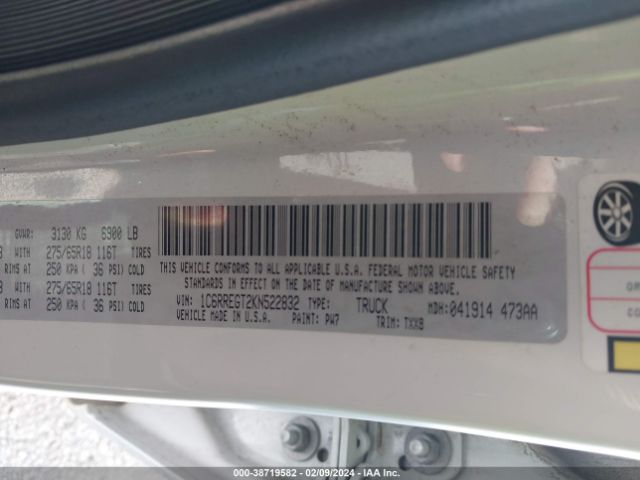 GVWR: 3130 KG 6900 LB
WITH 275/65R18 116T TIRES
RIMS AT 250 KPA ( 36 PSI) COLD
WITH 275/65R18 116T TIRES
RIMS AT 250 KPA ( 36 PSI) COLD
THIS VEHICLE CONFORMS TO ALL APPLICABLE U.S.A. FEDERAL MOTOR VEHICLE SAFETY
STANDARDS IN EFFECT ON THE DATE OF MANUFACTURE SHOWN ABOVE.
VIN: 1C6RREGT2KN522832 TYPE: TRUCK MDH: 041914 473AA
VEHICLE MADE IN U.S.A. PAINT: PW7 TRIM: TXX8
000-38719582 - 02/09/2024 - IAA Inc.